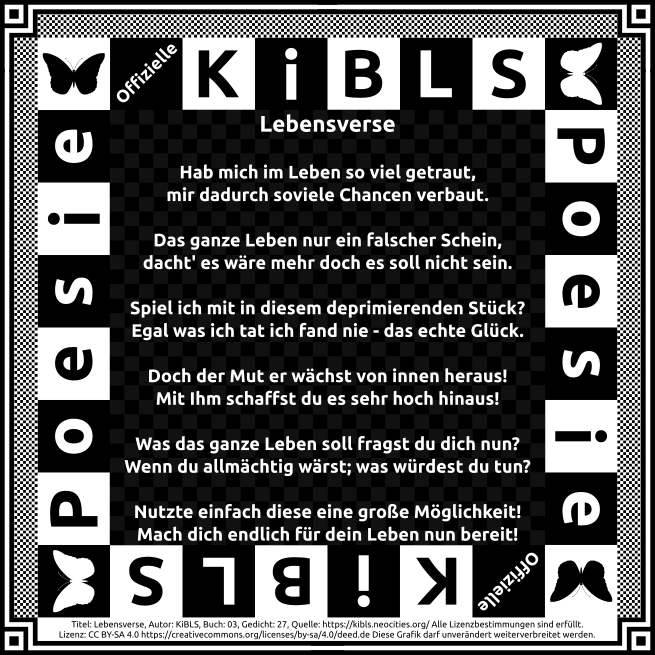 Offizielle KiBLS
Poesie
Poesie
Lebensverse
Hab mich im Leben so viel getraut,
mir dadurch soviele Chancen verbaut.
Das ganze Leben nur ein falscher Schein,
dacht' es wäre mehr doch es soll nicht sein.
Spiel ich mit in diesem deprimierenden Stück?
Egal was ich tat ich fand nie - das echte Glück.
Doch der Mut er wächst von innen heraus!
Mit Ihm schaffst du es sehr hoch hinaus!
Was das ganze Leben soll fragst du dich nun?
Wenn du allmächtig wärst; was würdest du tun?
Nutzte einfach diese eine große Möglichkeit!
Mach dich endlich für dein Leben nun bereit!
Offizielle KiBLS
Titel: Lebensverse, Autor: KiBLS, Buch: 03, Gedicht: 27, Quelle: https://kibls.neocities.org/ Alle Lizenzbestimmungen sind erfüllt.
Lizenz: CC BY-SA 4.0 https://creativecommons.org/licenses/by-sa/4.0/deed.de Diese Grafik darf unverändert weiterverbreitet werden.